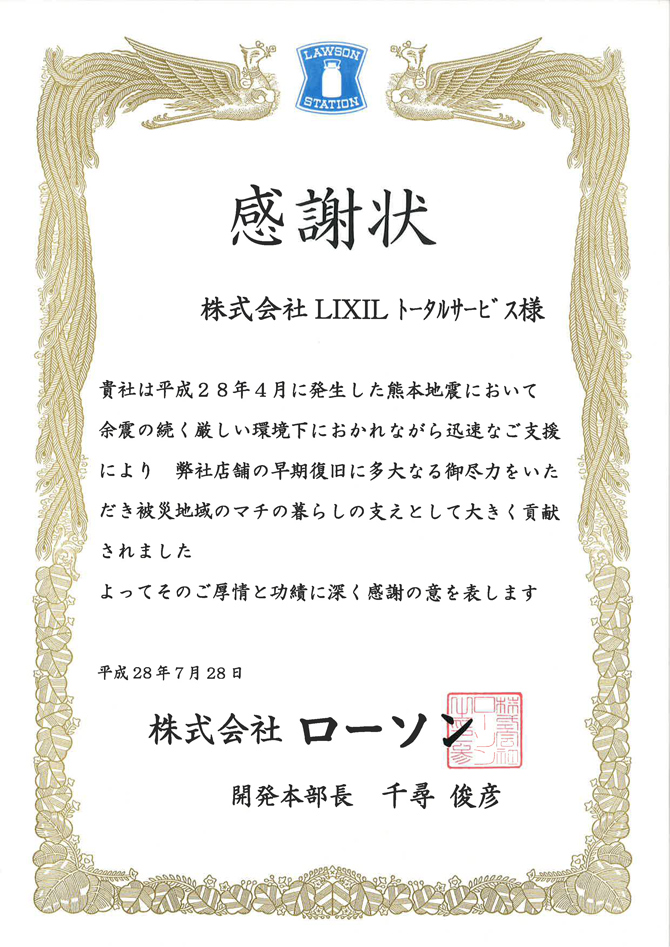 LAWSON
STATION
感謝状
株式会社 LIXIL ﾄｰﾀﾙｻｰﾋﾞｽ様
貴社は平成２８年４月に発生した熊本地震において
余震の続く厳しい環境下におかれながら迅速なご支援
により　弊社店舗の早期復旧に多大なる御尽力をいた
だき被災地域のマチの暮らしの支えとして大きく貢献
されました
よってそのご厚情と功績に深く感謝の意を表します
平成 28 年 7 月 28 日
株式会社 ローソン
開発本部長　千尋 俊彦